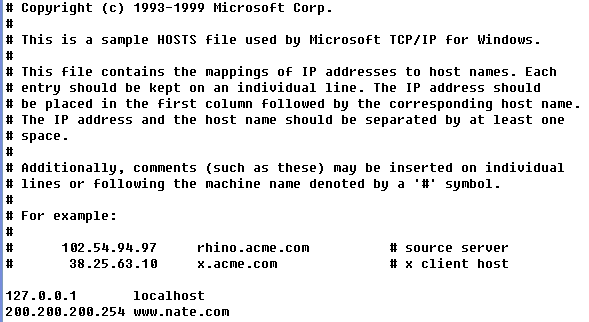 # Copyright (c) 1993-1999 Microsoft Corp.
#
# This is a sample HOSTS file used by Microsoft TCP/IP for Windows.
#
# This file contains the mappings of IP addresses to host names. Each
# entry should be kept on an individual line. The IP address should
# be placed in the first column followed by the corresponding host name.
# The IP address and the host name should be separated by at least one
# space.
#
# Additionally, comments (such as these) may be inserted on individual
# lines or following the machine name denoted by a '#' symbol.
#
# For example:
#
#      102.54.94.97     rhino.acme.com          # source server
#       38.25.63.10     x.acme.com              # x client host

127.0.0.1       localhost
200.200.200.254 www.nate.com